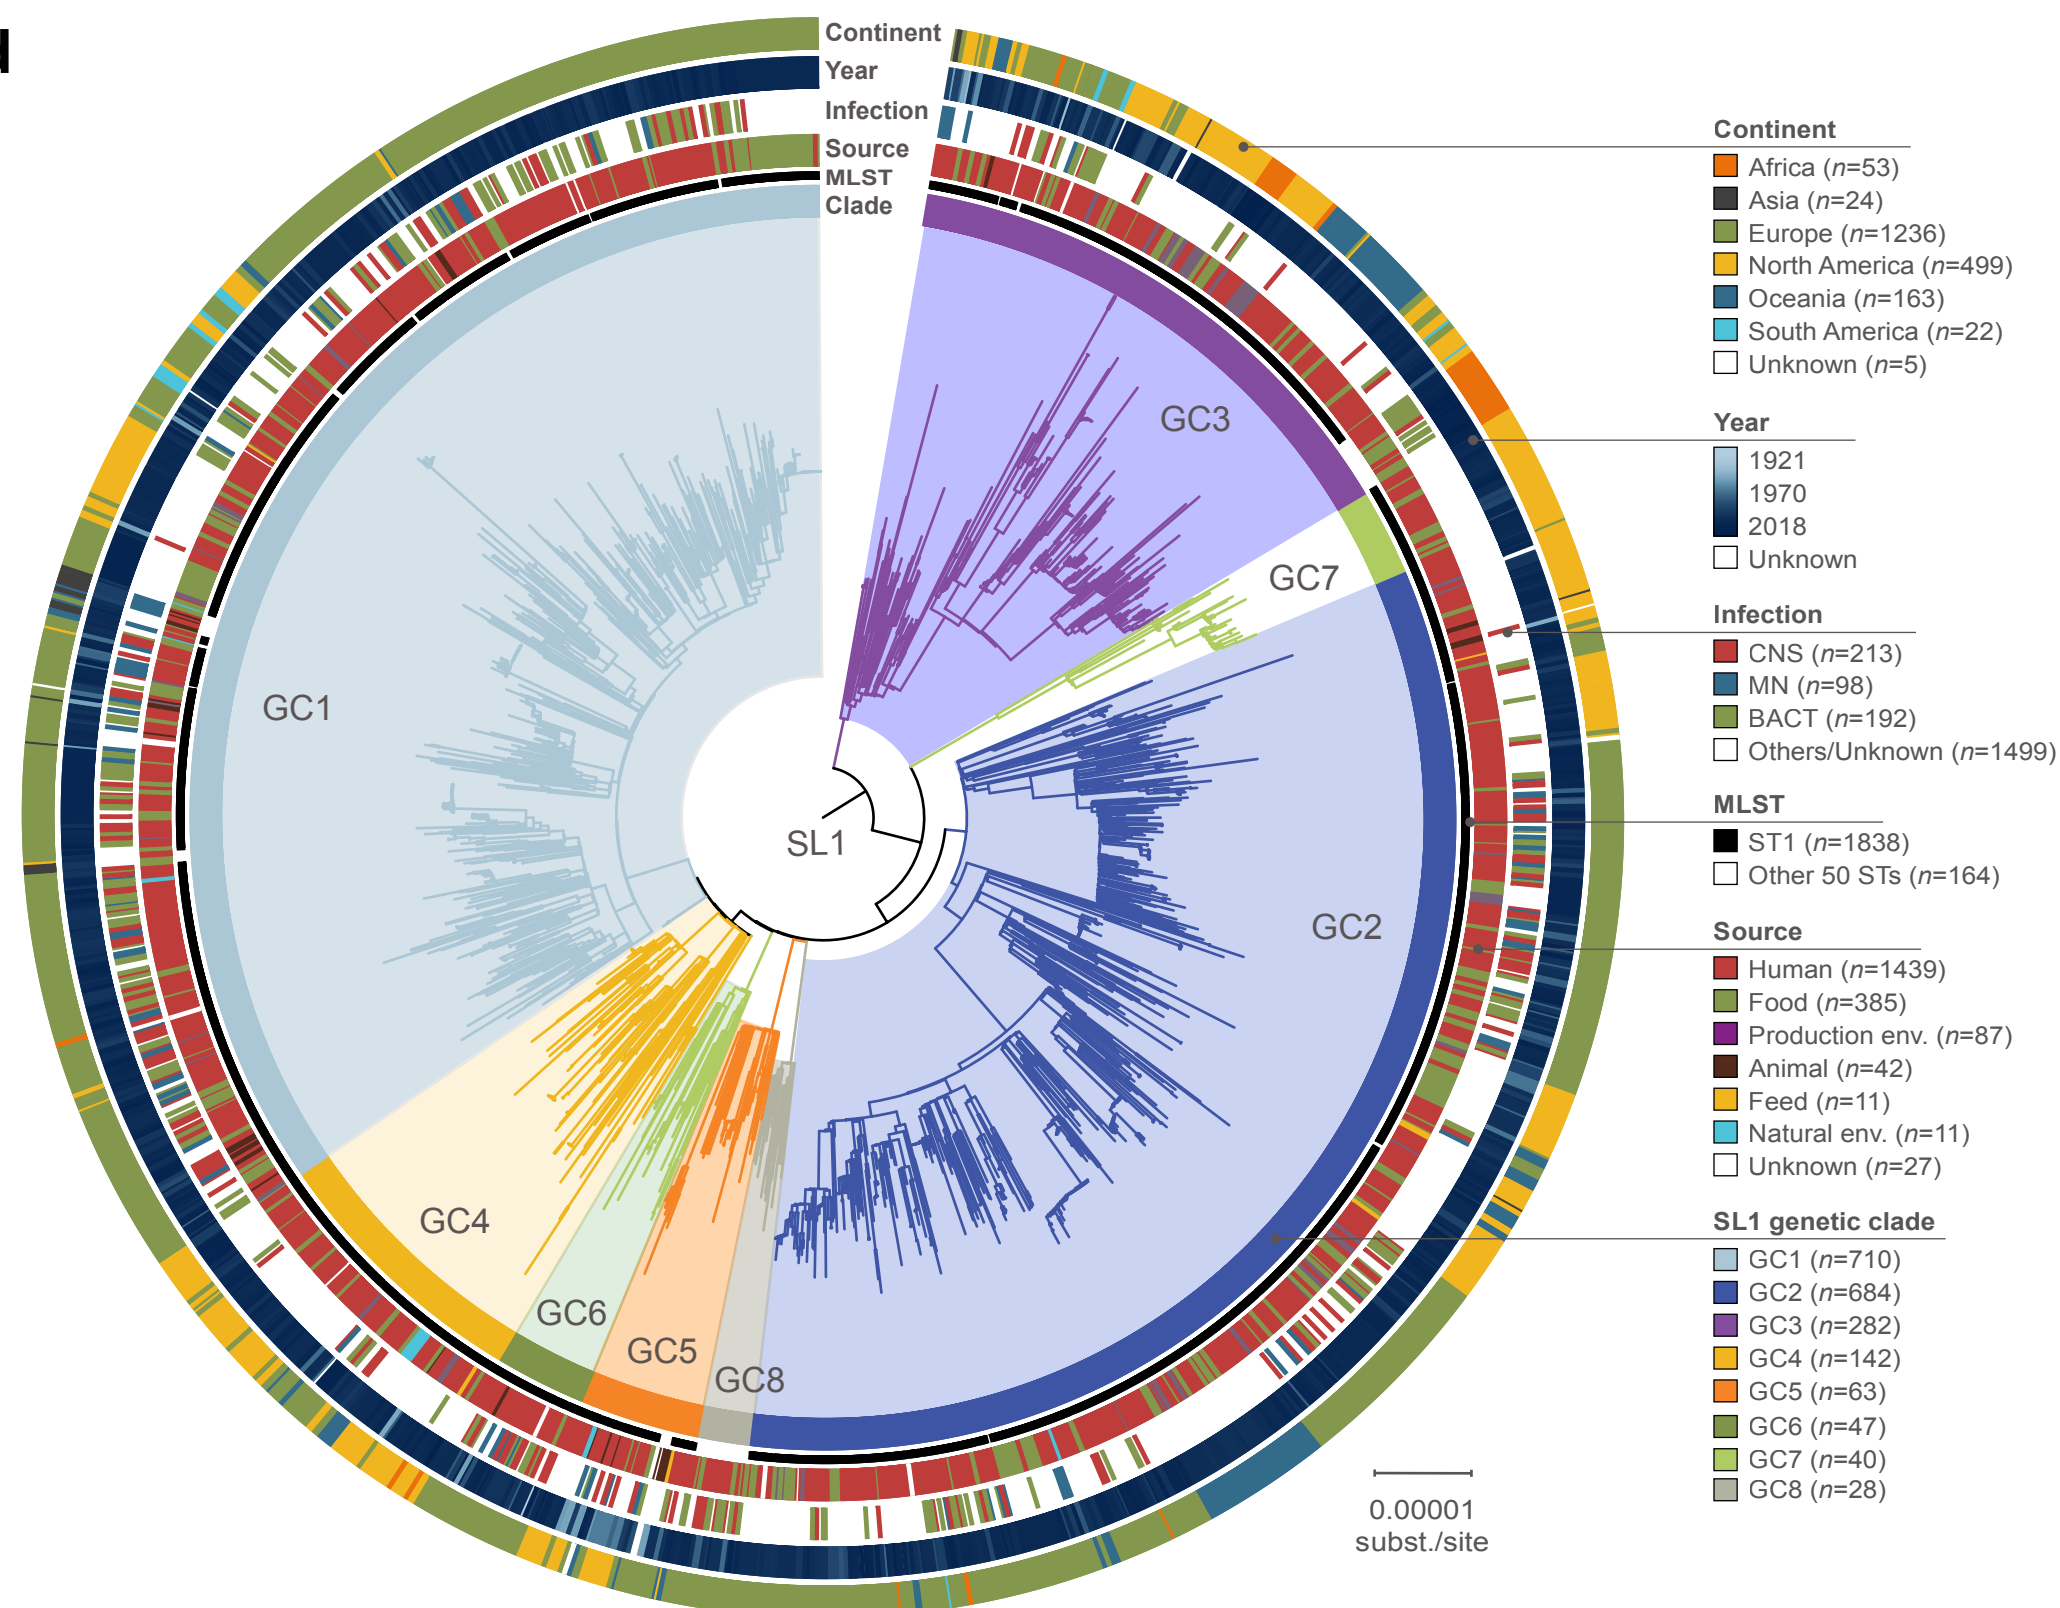 d
Continent
Year
Infection
Source
MLST
Clade
GC3
GC7
GC1
SL1
GC2
GC4
GC6
GC5
GC8
0.00001
subst./site
Continent
Africa (n=53)
Asia (n=24)
Europe (n=1236)
North America (n=499)
Oceania (n=163)
South America (n=22)
Unknown (n=5)
Year
1921
1970
2018
Unknown
Infection
CNS (n=213)
MN (n=98)
BACT (n=192)
Others/Unknown (n=1499)
MLST
ST1 (n=1838)
Other 50 STs (n=164)
Source
Human (n=1439)
Food (n=385)
Production env. (n=87)
Animal (n=42)
Feed (n=11)
Natural env. (n=11)
Unknown (n=27)
SL1 genetic clade
GC1 (n=710)
GC2 (n=684)
GC3 (n=282)
GC4 (n=142)
GC5 (n=63)
GC6 (n=47)
GC7 (n=40)
GC8 (n=28)